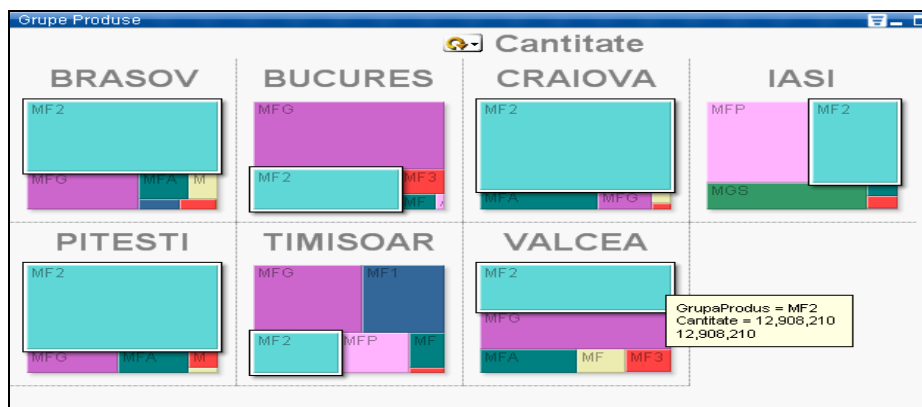 Grupe Produse
Cantitate
BRASOV BUCURES CRAIOVA IASI
MF2 MFG MF2 MFP MF2
MFG MFA M MF2 MF3 MF MFA MFG MGS
PITESTI TIMISOAR VALCEA
MF2 MFG MF1 MF2
MFG MFA M MF2 MFP MF MFG
MFA MF MF3
GrupaProdus = MF2
Cantitate = 12,908,210
12,908,210